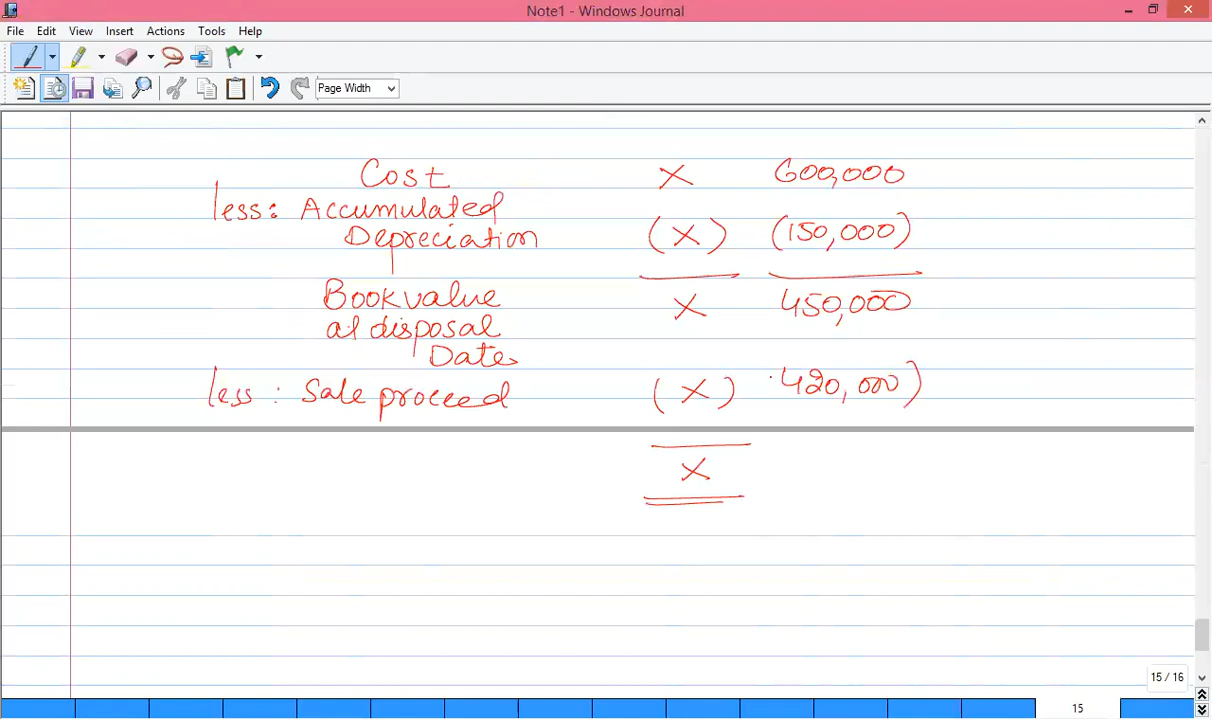 Note1 - Windows Journal
File Edit View Insert Actions Tools Help
Page Width
Cost X 600,000
less: Accumulated
Depreciation (X) (150,000)
Book value X 450,000
at disposal
Date
less: Sale proceed (X) 420,000)
X
15 / 16
15